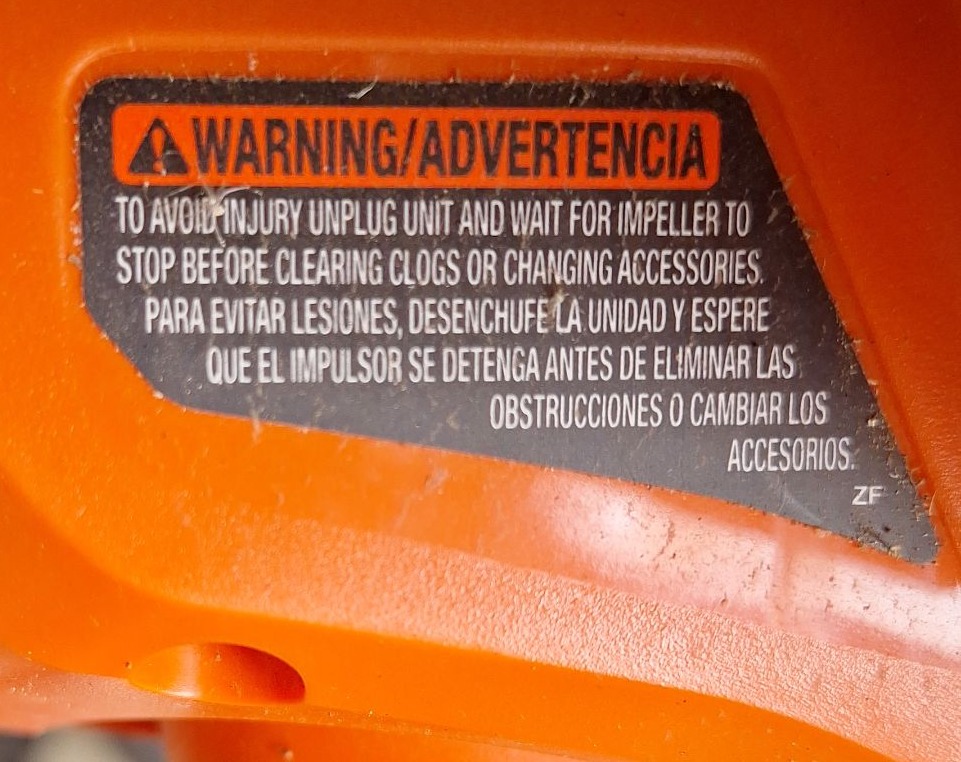 WARNING/ADVERTENCIA
TO AVOID INJURY UNPLUG UNIT AND WAIT FOR IMPELLER TO
STOP BEFORE CLEARING CLOGS OR CHANGING ACCESSORIES.
PARA EVITAR LESIONES, DESENCHUFE LA UNIDAD Y ESPERE
QUE EL IMPULSOR SE DETENGA ANTES DE ELIMINAR LAS
OBSTRUCCIONES O CAMBIAR LOS
ACCESORIOS.
ZF